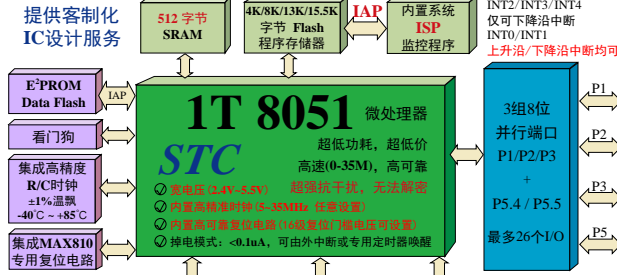 提供客制化
IC设计服务
512 字节
SRAM
4K/8K/13K/15.5K
字节 Flash
程序存储器
IAP
内置系统
ISP
监控程序
INT2/INT3/INT4
仅可下降沿中断
INT0/INT1
上升沿/下降沿中断均可
E²PROM
Data Flash
IAP
看门狗
集成高精度
R/C时钟
±1%温飘
-40℃ ~ +85℃
集成MAX810
专用复位电路
1T 8051 微处理器
STC
超低功耗，超低价
高速(0-35M)，高可靠
超强抗干扰，无法解密
宽电压(2.4V~5.5V)
内置高精准时钟(5~35MHz 任意设置)
内置高可靠复位电路(16级复位门槛电压可设置)
掉电模式：<0.1uA，可由外中断或专用定时器唤醒
3组8位
并行端口
P1/P2/P3
+
P5.4 / P5.5
最多26个I/O
P1
P2
P3
P5